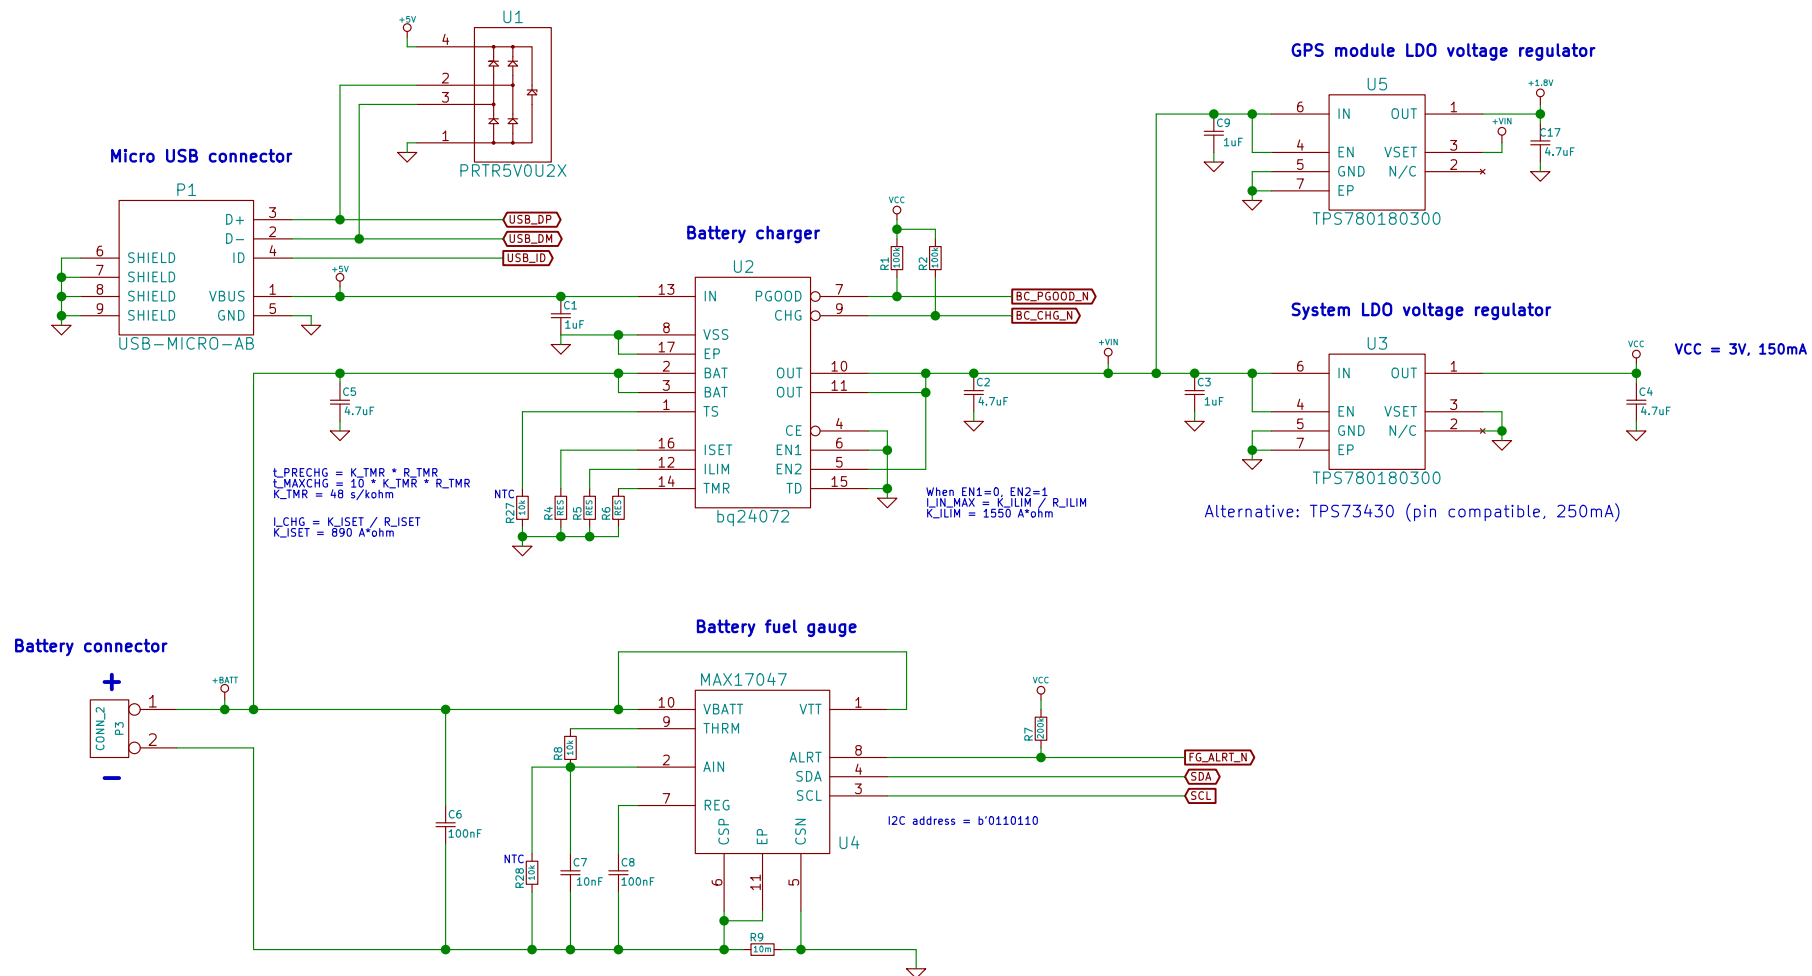 +5V
U1
4
2
3
1
PRTR5V0U2X
Micro USB connector
P1
D+ 3
D- 2
ID 4
VBUS 1
GND 5
6 SHIELD
7 SHIELD
8 SHIELD
9 SHIELD
USB-MICRO-AB
USB_DP
USB_DM
USB_ID
+5V
C1
1uF
C5
4.7uF
Battery charger
U2
13 IN
8 VSS
17 EP
2 BAT
3 BAT
1 TS
16 ISET
12 ILIM
14 TMR
PGOOD 7
CHG 9
OUT 10
OUT 11
CE 4
EN1 6
EN2 5
TD 15
bq24072
VCC
R1 100k
R2 100k
BC_PGOOD_N
BC_CHG_N
+VIN
C2
4.7uF
t_PRECHG = K_TMR * R_TMR
t_MAXCHG = 10 * K_TMR * R_TMR
K_TMR = 48 s/kohm
I_CHG = K_ISET / R_ISET
K_ISET = 890 A*ohm
NTC
R27 10k
R4 RES
R5 RES
R6 RES
When EN1=0, EN2=1
I_IN_MAX = K_ILIM / R_ILIM
K_ILIM = 1550 A*ohm
GPS module LDO voltage regulator
U5
6 IN
4 EN
5 GND
7 EP
OUT 1
VSET 3
N/C 2
TPS780180300
C9
1uF
+VIN
+1.8V
C17
4.7uF
System LDO voltage regulator
U3
6 IN
4 EN
5 GND
7 EP
OUT 1
VSET 3
N/C 2
TPS780180300
C3
1uF
VCC
C4
4.7uF
VCC = 3V, 150mA
Alternative: TPS73430 (pin compatible, 250mA)
Battery connector
+
CONN_2
P3
1
2
-
+BATT
C6
100nF
Battery fuel gauge
MAX17047
10 VBATT
9 THRM
2 AIN
7 REG
VTT 1
ALRT 8
SDA 4
SCL 3
CSP 6
EP 11
CSN 5
U4
R8 10k
NTC
R28 10k
C7
10nF
C8
100nF
R9
10m
VCC
R7 200k
FG_ALRT_N
SDA
SCL
I2C address = b'0110110